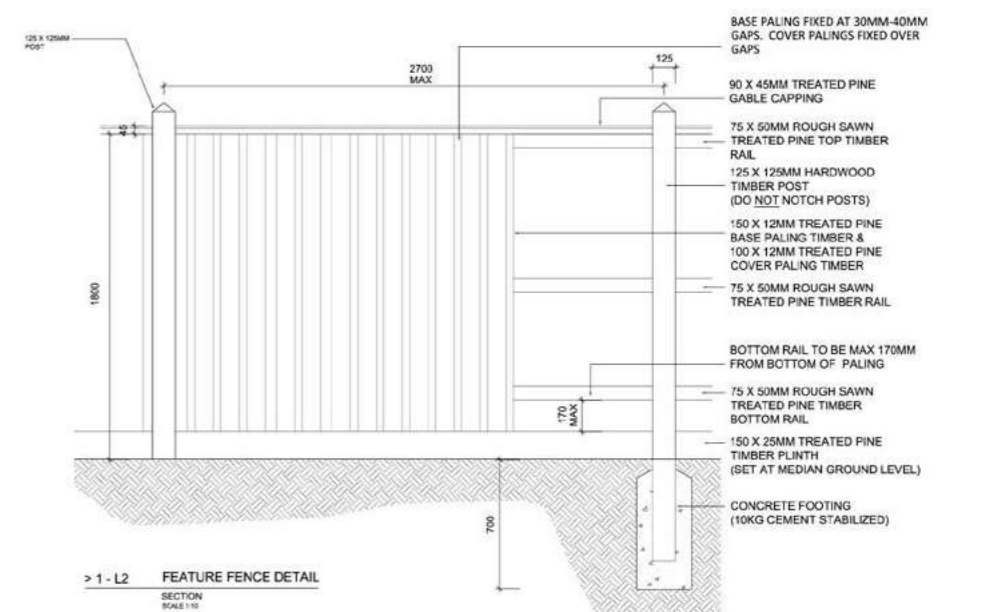 125 X 125MM
POST
2700
MAX
125
45
1800
170
MAX
700
BASE PALING FIXED AT 30MM-40MM
GAPS. COVER PALINGS FIXED OVER
GAPS
90 X 45MM TREATED PINE
GABLE CAPPING
75 X 50MM ROUGH SAWN
TREATED PINE TOP TIMBER
RAIL
125 X 125MM HARDWOOD
TIMBER POST
(DO NOT NOTCH POSTS)
150 X 12MM TREATED PINE
BASE PALING TIMBER &
100 X 12MM TREATED PINE
COVER PALING TIMBER
75 X 50MM ROUGH SAWN
TREATED PINE TIMBER RAIL
BOTTOM RAIL TO BE MAX 170MM
FROM BOTTOM OF PALING
75 X 50MM ROUGH SAWN
TREATED PINE TIMBER
BOTTOM RAIL
150 X 25MM TREATED PINE
TIMBER PLINTH
(SET AT MEDIAN GROUND LEVEL)
CONCRETE FOOTING
(10KG CEMENT STABILIZED)
> 1 - L2 FEATURE FENCE DETAIL
SECTION
SCALE 1:10